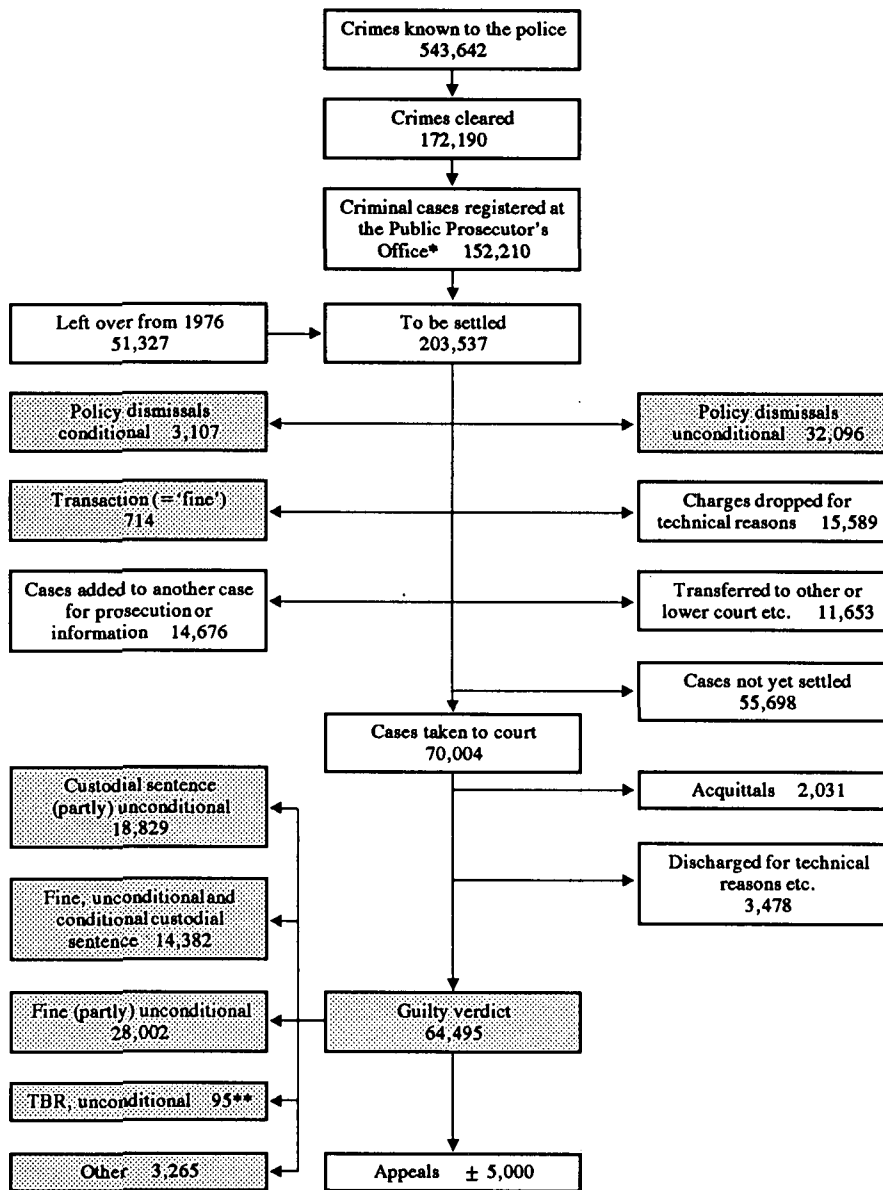 Crimes known to the police
543,642
Crimes cleared
172,190
Criminal cases registered at
the Public Prosecutor's
Office* 152,210
Left over from 1976
51,327
To be settled
203,537
Policy dismissals
conditional 3,107
Policy dismissals
unconditional 32,096
Transaction (= 'fine')
714
Charges dropped for
technical reasons 15,589
Cases added to another case
for prosecution or
information 14,676
Transferred to other or
lower court etc. 11,653
Cases not yet settled
55,698
Cases taken to court
70,004
Custodial sentence
(partly) unconditional
18,829
Acquittals 2,031
Discharged for technical
reasons etc.
3,478
Fine, unconditional and
conditional custodial
sentence 14,382
Fine (partly) unconditional
28,002
Guilty verdict
64,495
TBR, unconditional 95**
Other 3,265
Appeals ± 5,000